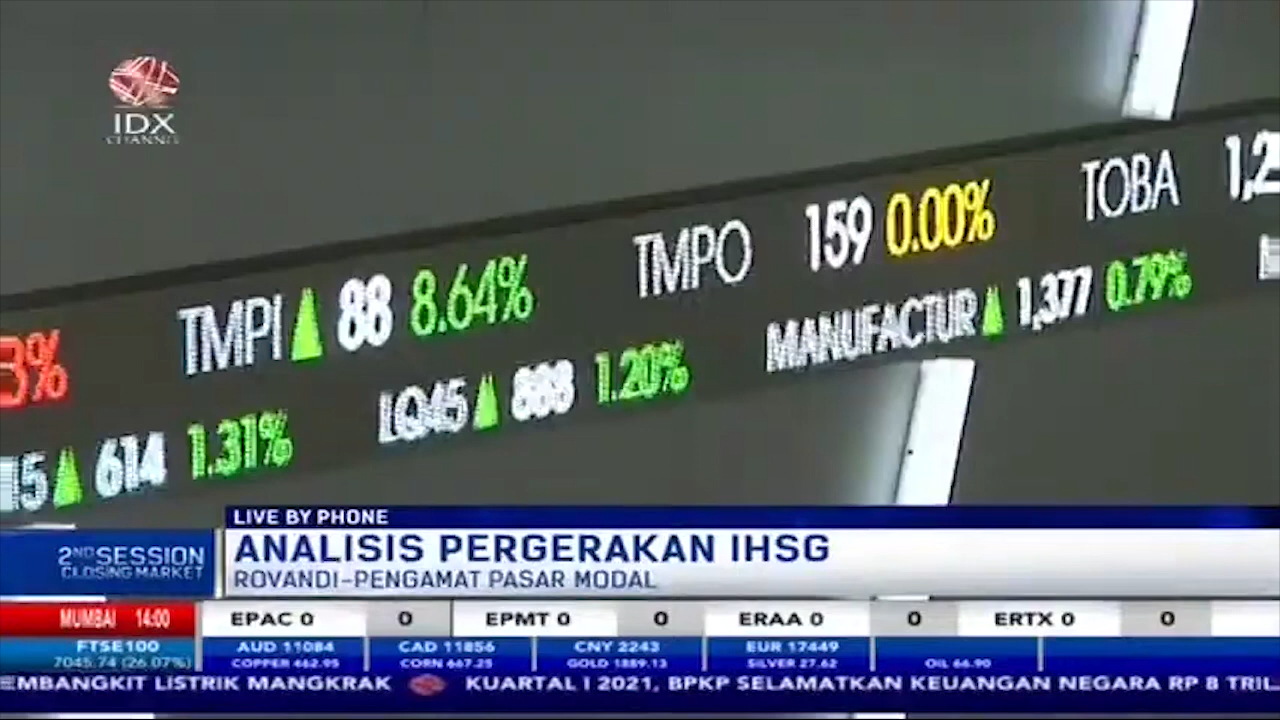 IDX
CHANNEL
TMPI 88 8.64% TMPO 159 0.00% TOBA
614 1.31% LQ45 888 1.20% MANUFACTUR 1,377 0.79%
LIVE BY PHONE
2ND SESSION
CLOSING MARKET
ANALISIS PERGERAKAN IHSG
ROVANDI-PENGAMAT PASAR MODAL
MUMBAI 14:00 EPAC 0 0 EPMT 0 0 ERAA 0 0 ERTX 0 0
FTSE100 AUD 11084 CAD 11856 CNY 2243 EUR 17449
7045.74 (26.07%) COPPER 462.95 CORN 667.25 GOLD 1889.13 SILVER 27.62 OIL 66.90
EMBANGKIT LISTRIK MANGKRAK KUARTAL I 2021, BPKP SELAMATKAN KEUANGAN NEGARA RP 8 TRIL